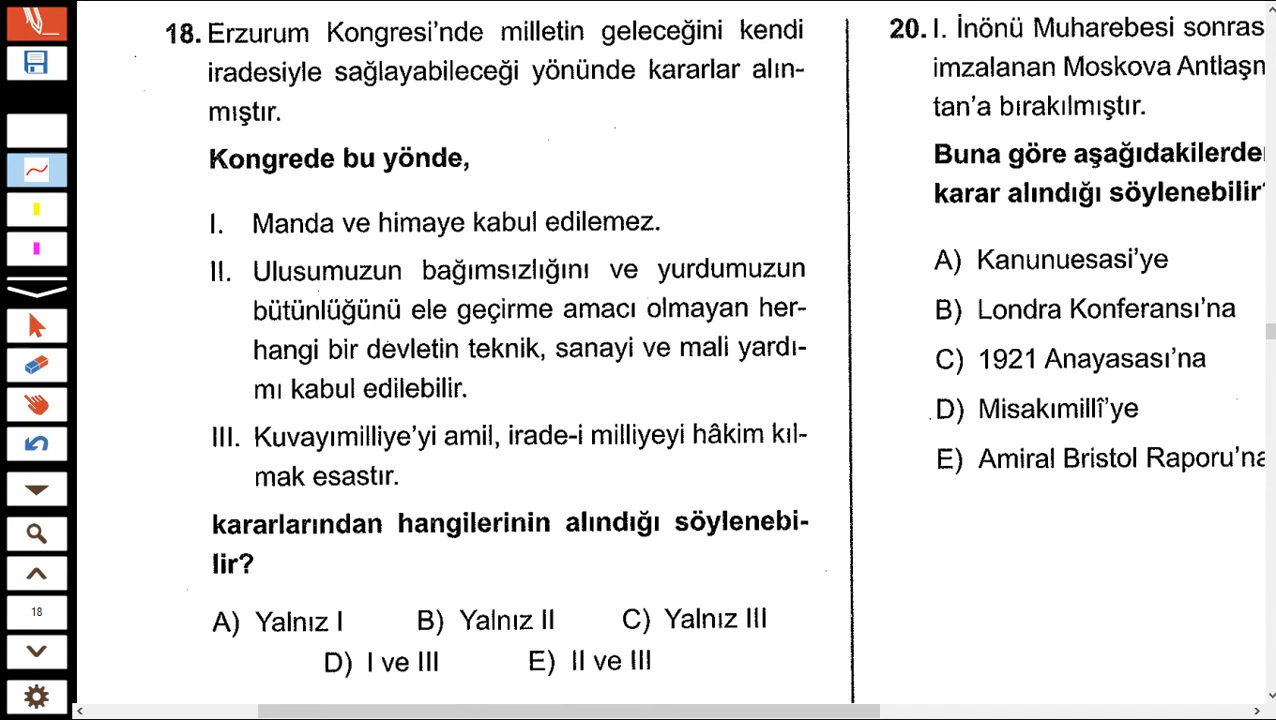 18. Erzurum Kongresi'nde milletin geleceğini kendi
iradesiyle sağlayabileceği yönünde kararlar alın-
mıştır.
Kongrede bu yönde,
I. Manda ve himaye kabul edilemez.
II. Ulusumuzun bağımsızlığını ve yurdumuzun
bütünlüğünü ele geçirme amacı olmayan her-
hangi bir devletin teknik, sanayi ve mali yardı-
mı kabul edilebilir.
III. Kuvayımilliye'yi amil, irade-i milliyeyi hâkim kıl-
mak esastır.
kararlarından hangilerinin alındığı söylenebi-
lir?
A) Yalnız I B) Yalnız II C) Yalnız III
D) I ve III E) II ve III
20. I. İnönü Muharebesi sonras
imzalanan Moskova Antlaşm
tan'a bırakılmıştır.
Buna göre aşağıdakilerde
karar alındığı söylenebilir
A) Kanunuesasi'ye
B) Londra Konferansı'na
C) 1921 Anayasası'na
D) Misakımillî'ye
E) Amiral Bristol Raporu'na
18